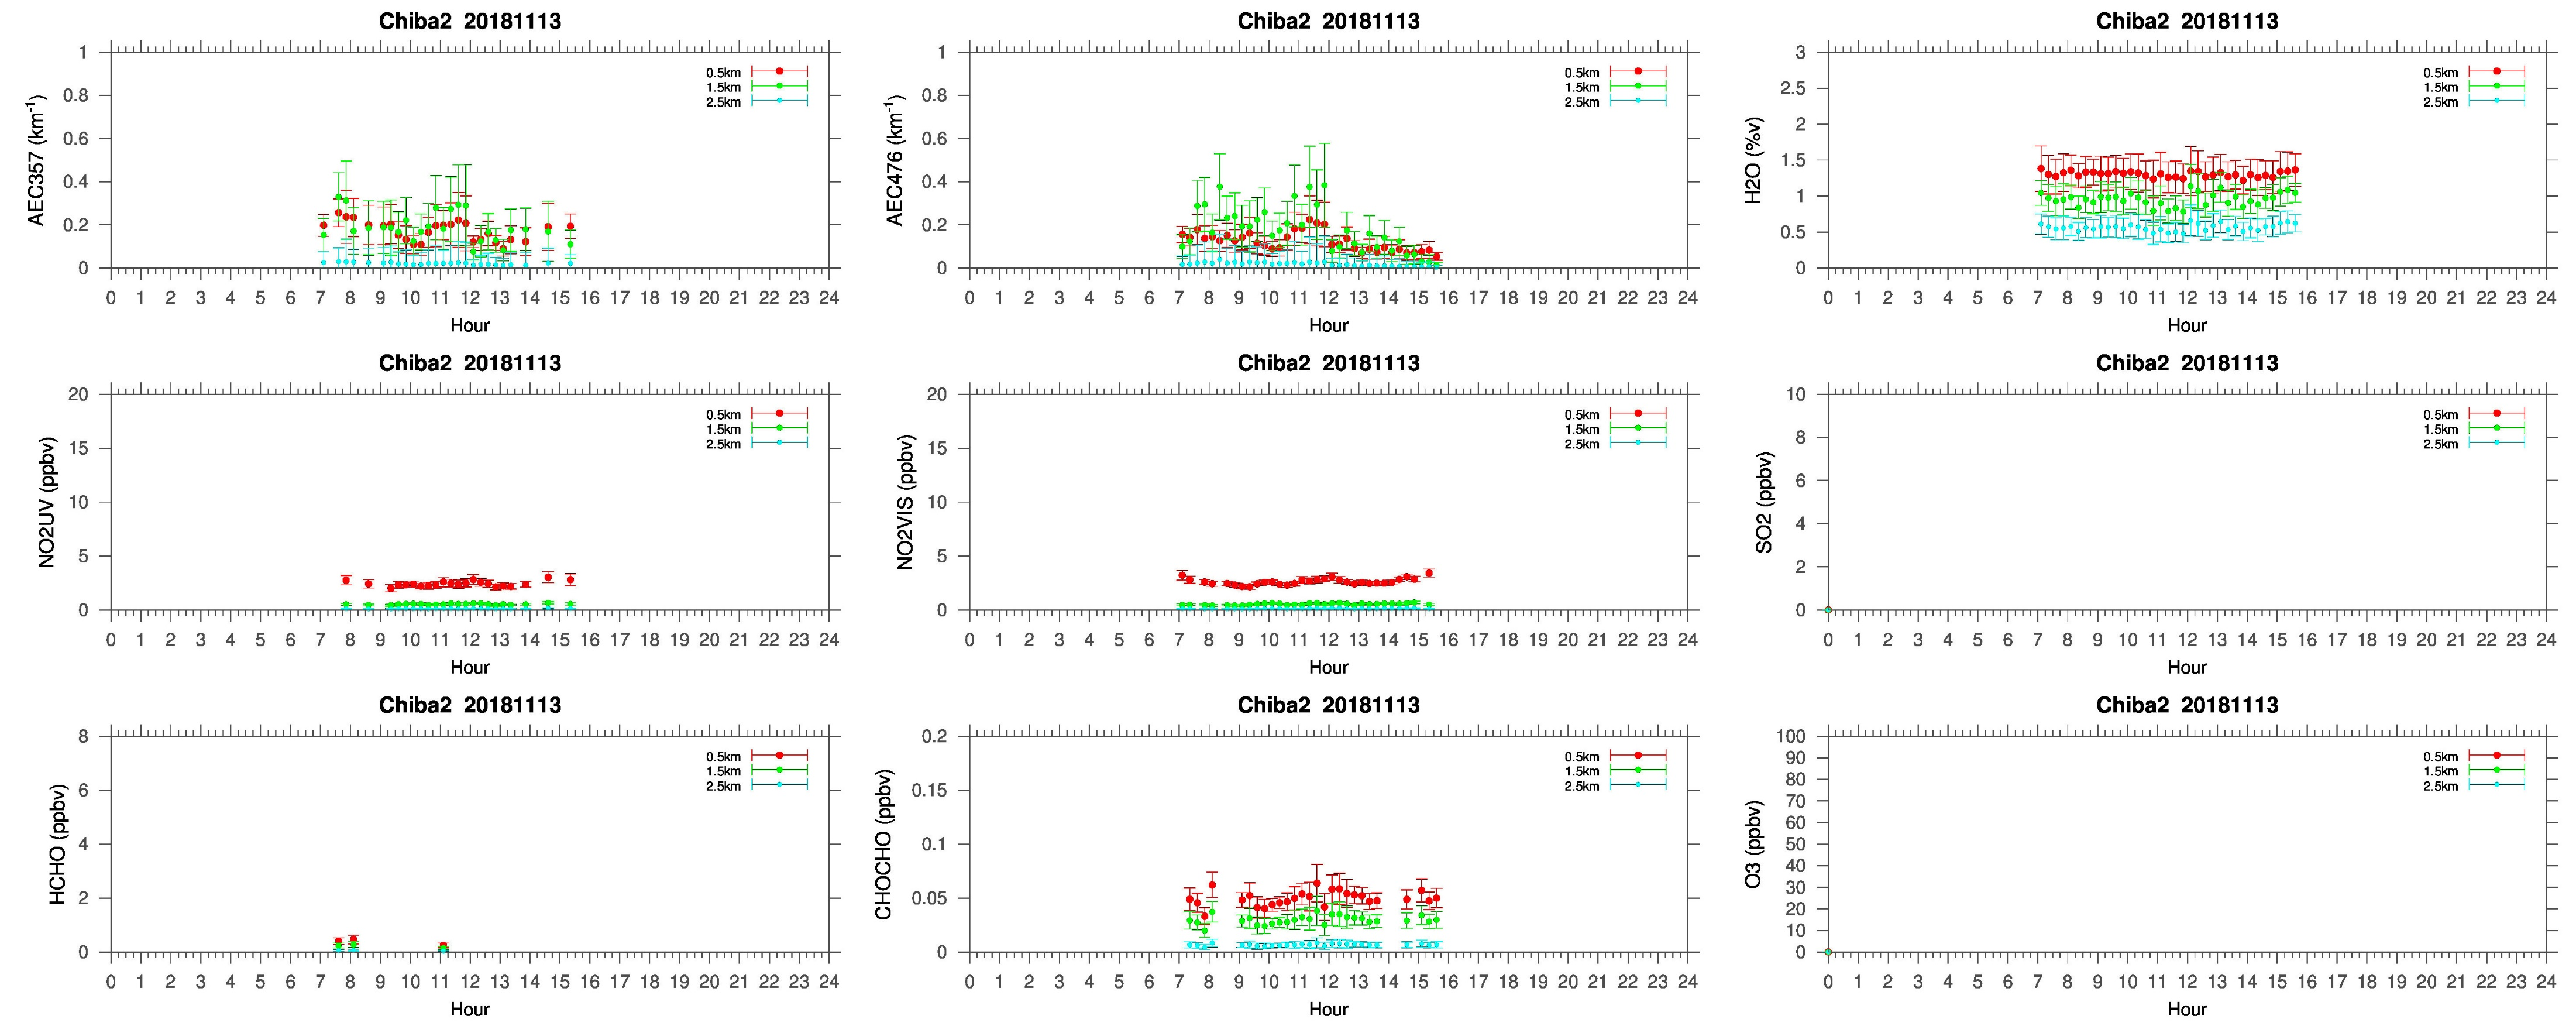 Chiba2 20181113
1
0.8
0.6
0.4
0.2
0
AEC357 (km-1)
0.5km
1.5km
2.5km
0 1 2 3 4 5 6 7 8 9 10 11 12 13 14 15 16 17 18 19 20 21 22 23 24
Hour
Chiba2 20181113
1
0.8
0.6
0.4
0.2
0
AEC476 (km-1)
0.5km
1.5km
2.5km
0 1 2 3 4 5 6 7 8 9 10 11 12 13 14 15 16 17 18 19 20 21 22 23 24
Hour
Chiba2 20181113
3
2.5
2
1.5
1
0.5
0
H2O (%v)
0.5km
1.5km
2.5km
0 1 2 3 4 5 6 7 8 9 10 11 12 13 14 15 16 17 18 19 20 21 22 23 24
Hour
Chiba2 20181113
20
15
10
5
0
NO2UV (ppbv)
0.5km
1.5km
2.5km
0 1 2 3 4 5 6 7 8 9 10 11 12 13 14 15 16 17 18 19 20 21 22 23 24
Hour
Chiba2 20181113
20
15
10
5
0
NO2VIS (ppbv)
0.5km
1.5km
2.5km
0 1 2 3 4 5 6 7 8 9 10 11 12 13 14 15 16 17 18 19 20 21 22 23 24
Hour
Chiba2 20181113
10
8
6
4
2
0
SO2 (ppbv)
0.5km
1.5km
2.5km
0 1 2 3 4 5 6 7 8 9 10 11 12 13 14 15 16 17 18 19 20 21 22 23 24
Hour
Chiba2 20181113
8
6
4
2
0
HCHO (ppbv)
0.5km
1.5km
2.5km
0 1 2 3 4 5 6 7 8 9 10 11 12 13 14 15 16 17 18 19 20 21 22 23 24
Hour
Chiba2 20181113
0.2
0.15
0.1
0.05
0
CHOCHO (ppbv)
0.5km
1.5km
2.5km
0 1 2 3 4 5 6 7 8 9 10 11 12 13 14 15 16 17 18 19 20 21 22 23 24
Hour
Chiba2 20181113
100
90
80
70
60
50
40
30
20
10
0
O3 (ppbv)
0.5km
1.5km
2.5km
0 1 2 3 4 5 6 7 8 9 10 11 12 13 14 15 16 17 18 19 20 21 22 23 24
Hour